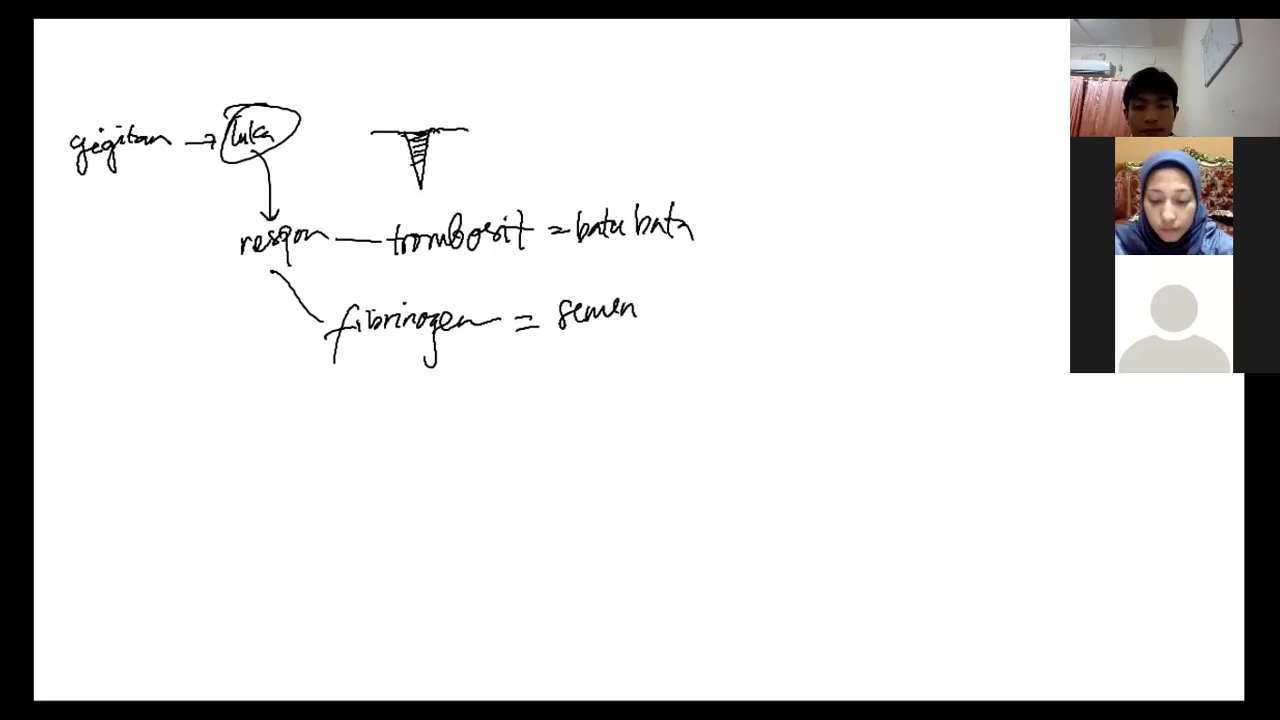 gigitan → luka
respon — trombosit = batu bata
fibrinogen = semen